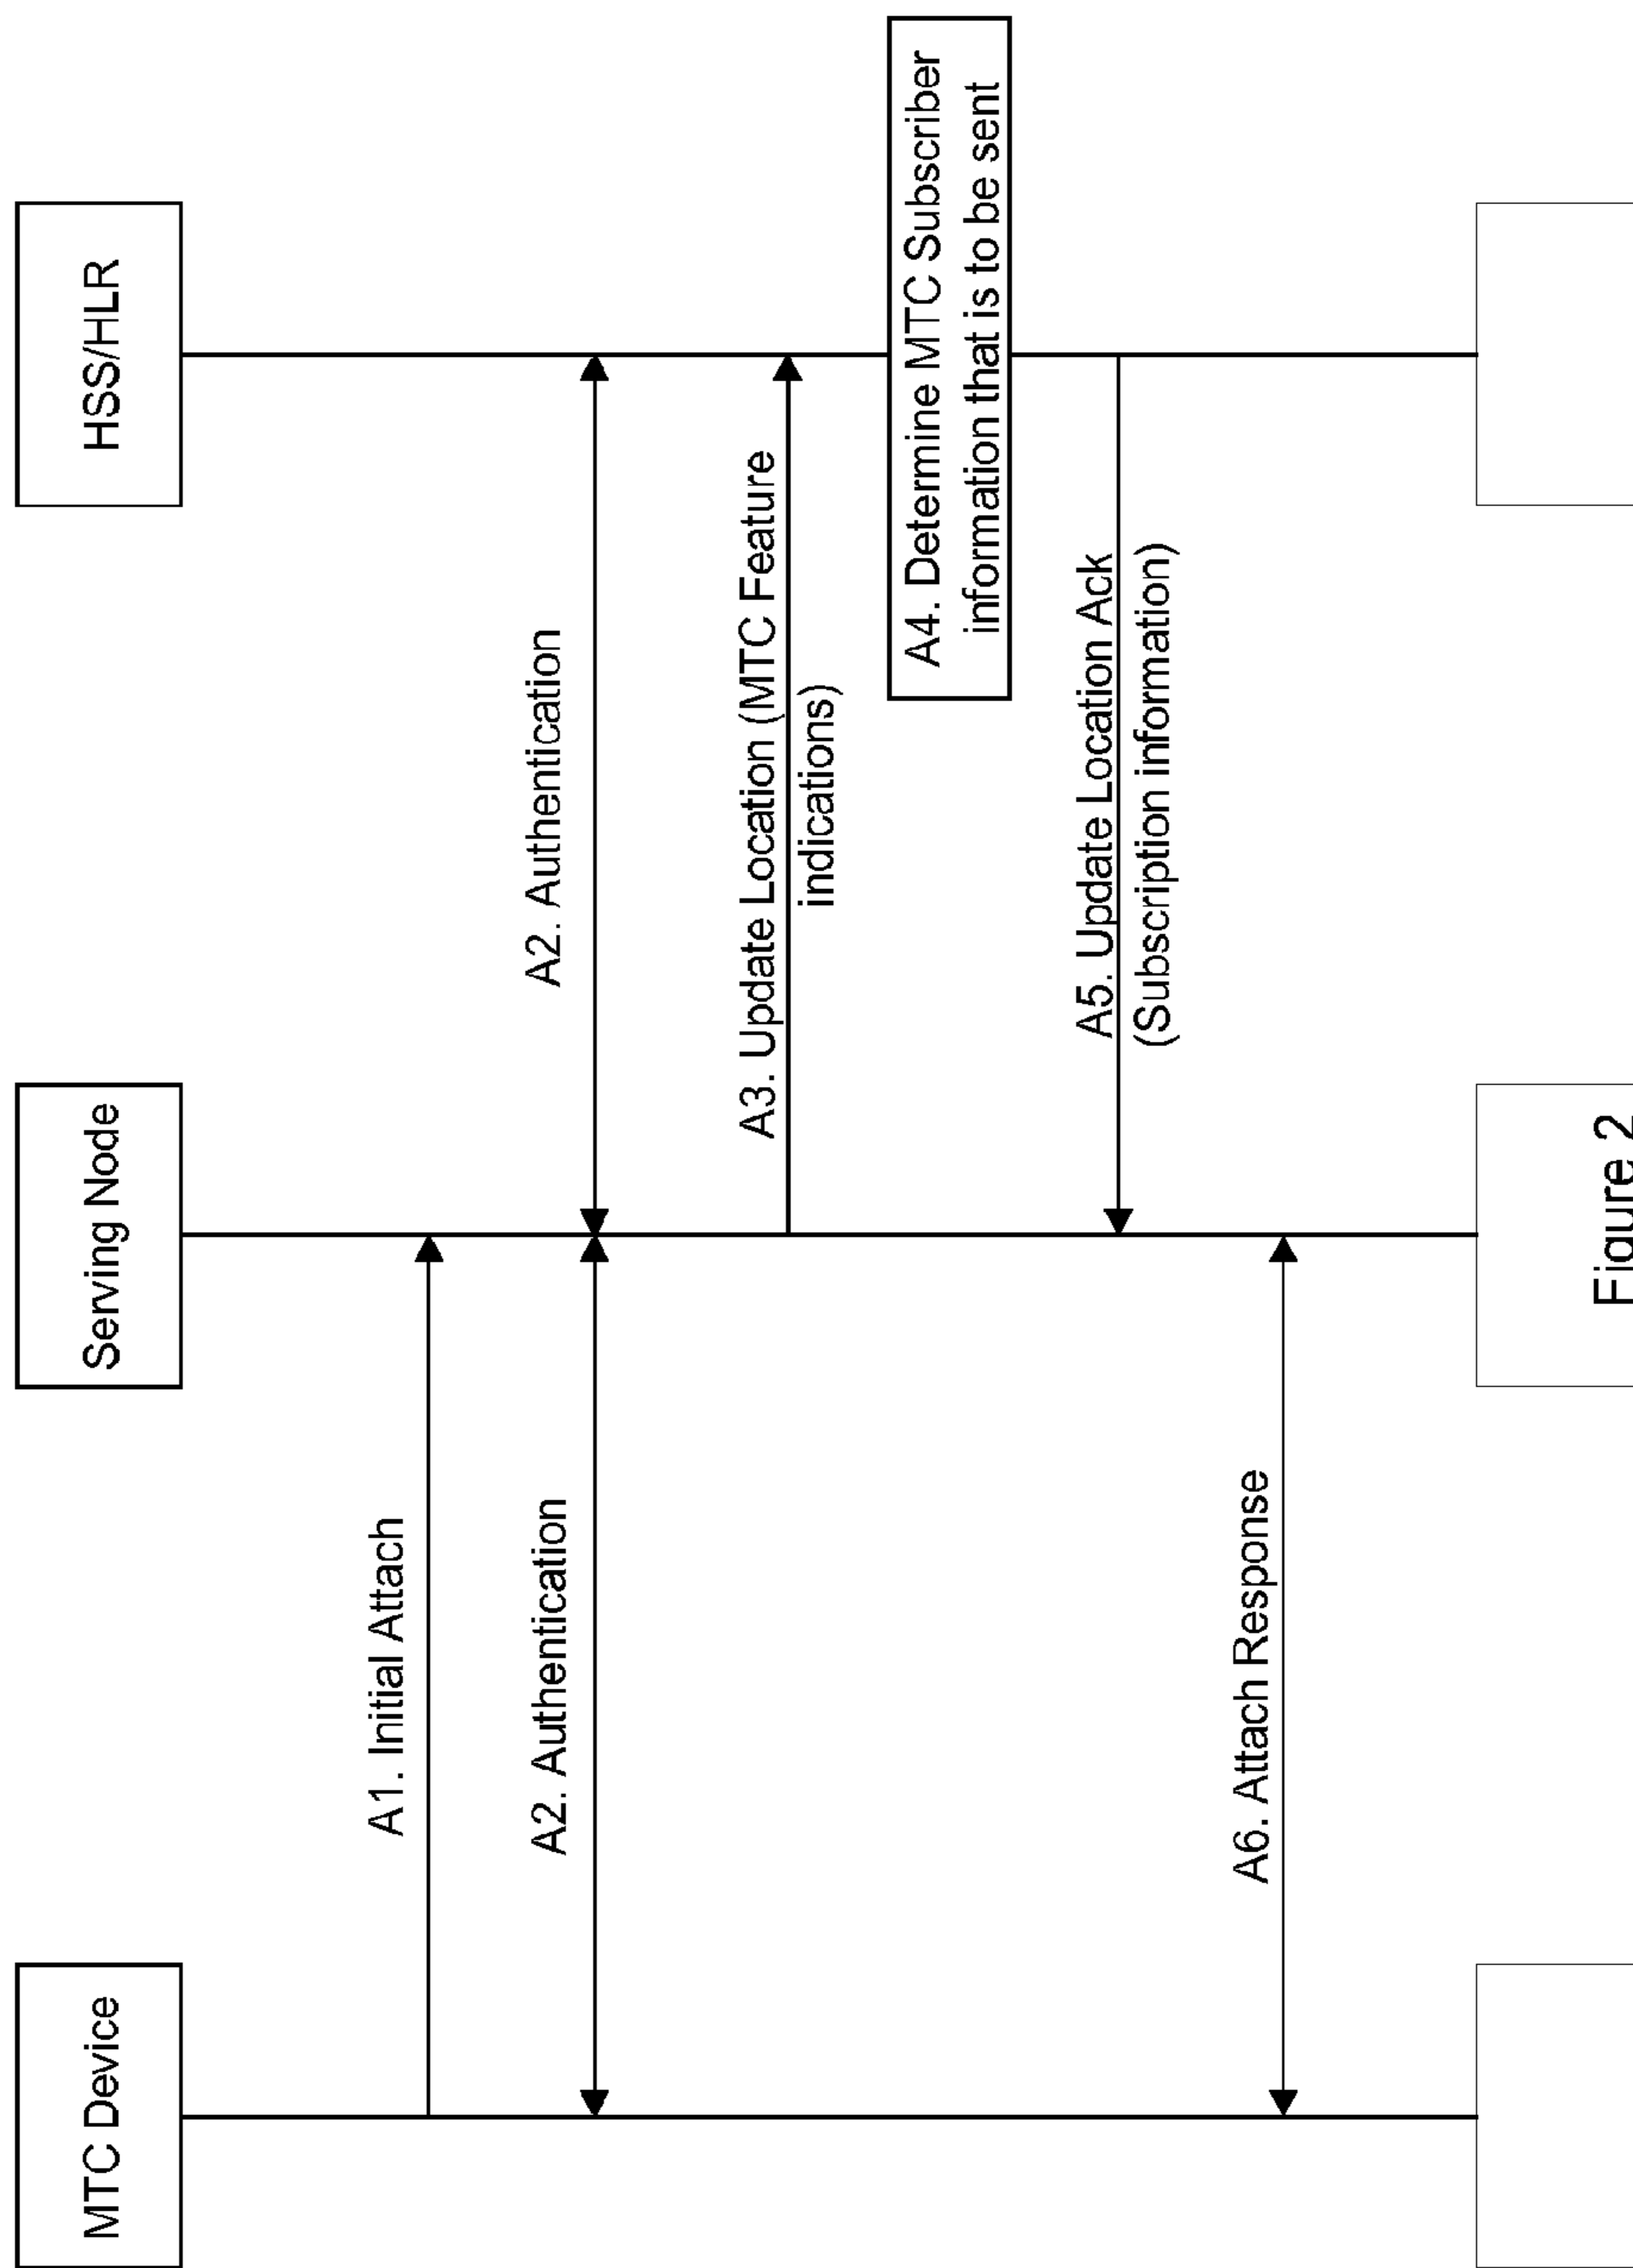 MTC Device
Serving Node
HSS/HLR
A1. Initial Attach
A2. Authentication
A2. Authentication
A3. Update Location (MTC Feature
indications)
A4. Determine MTC Subscriber
information that is to be sent
A5. Update Location Ack
(Subscription information)
A6. Attach Response
Figure 2